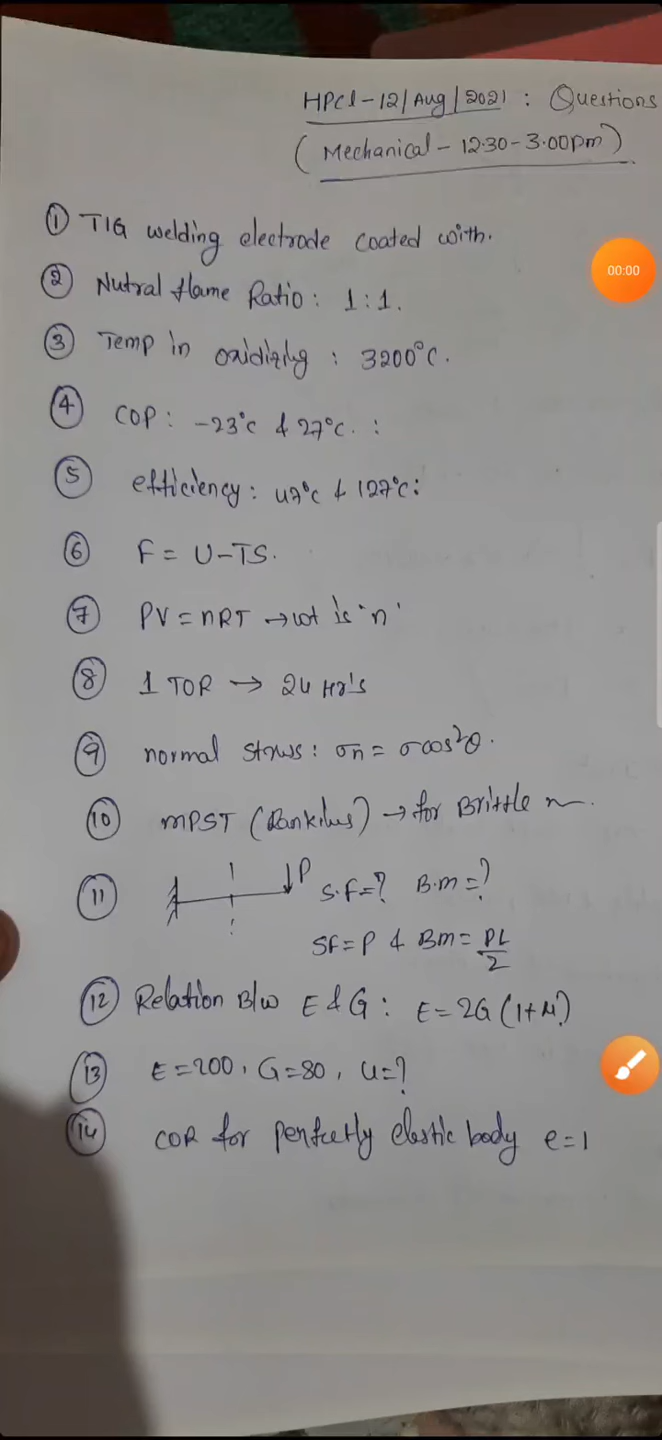 HPCl-12/Aug/2021 : Questions
(Mechanical - 12:30-3.00pm)
① TIG welding electrode coated with.
00:00
② Nutral flame Ratio : 1:1.
③ Temp in oxidizing : 3200°C.
④ COP : -23°c & 27°c. :
⑤ efficiency : 47°c & 127°c:
⑥ F = U-TS.
⑦ PV = nRT → wt is 'n'
⑧ 1 TOR → 24 Hr's
⑨ normal stress : σn = σcos²θ.
⑩ MPST (Rankines) → for Brittle m
⑪ P S.F=? B.m=?
SF=P & Bm= PL/2
⑫ Relation B/w E & G : E=2G(1+μ)
⑬ E=200, G=80, u=?
⑭ COR for perfectly elastic body e=1